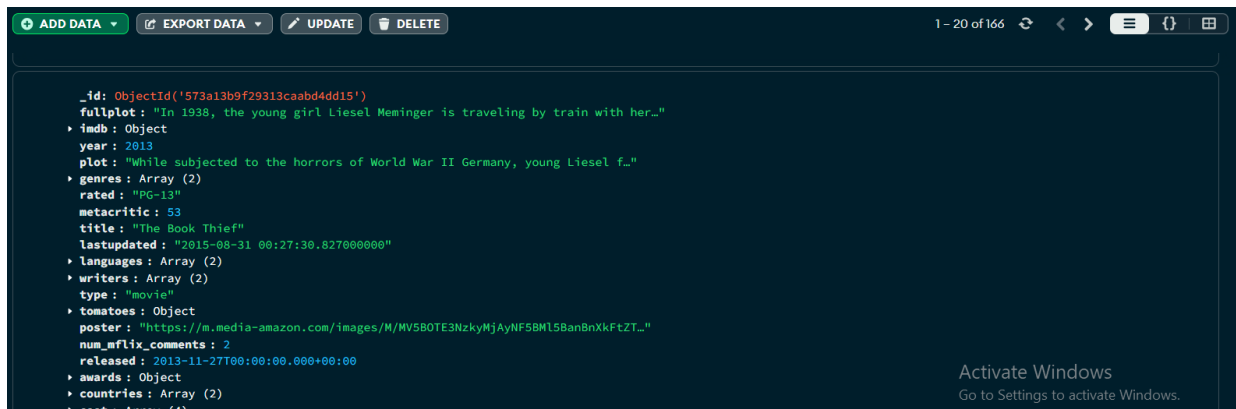 ADD DATA EXPORT DATA UPDATE DELETE 1 – 20 of 166 {}
_id: ObjectId('573a13b9f29313caabd4dd15')
fullplot : "In 1938, the young girl Liesel Meminger is traveling by train with her…"
imdb : Object
year : 2013
plot : "While subjected to the horrors of World War II Germany, young Liesel f…"
genres : Array (2)
rated : "PG-13"
metacritic : 53
title : "The Book Thief"
lastupdated : "2015-08-31 00:27:30.827000000"
languages : Array (2)
writers : Array (2)
type : "movie"
tomatoes : Object
poster : "https://m.media-amazon.com/images/M/MV5BOTE3NzkyMjAyNF5BMl5BanBnXkFtZT…"
num_mflix_comments : 2
released : 2013-11-27T00:00:00.000+00:00
awards : Object
countries : Array (2)
Activate Windows
Go to Settings to activate Windows.